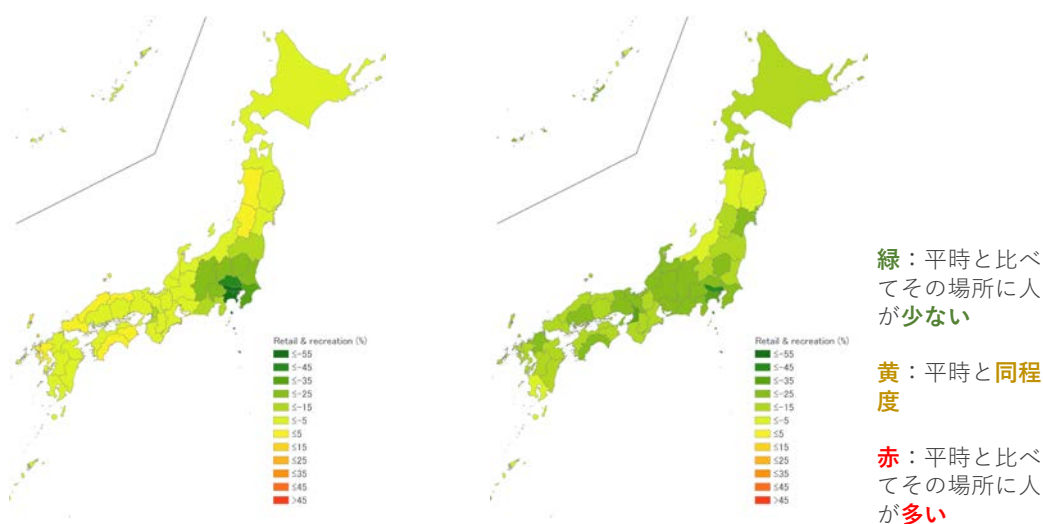 Retail & recreation (%)
≤-55
≤-45
≤-35
≤-25
≤-15
≤-5
≤5
≤15
≤25
≤35
≤45
>45
Retail & recreation (%)
≤-55
≤-45
≤-35
≤-25
≤-15
≤-5
≤5
≤15
≤25
≤35
≤45
>45
緑：平時と比べ
てその場所に人
が少ない
黄：平時と同程
度
赤：平時と比べ
てその場所に人
が多い